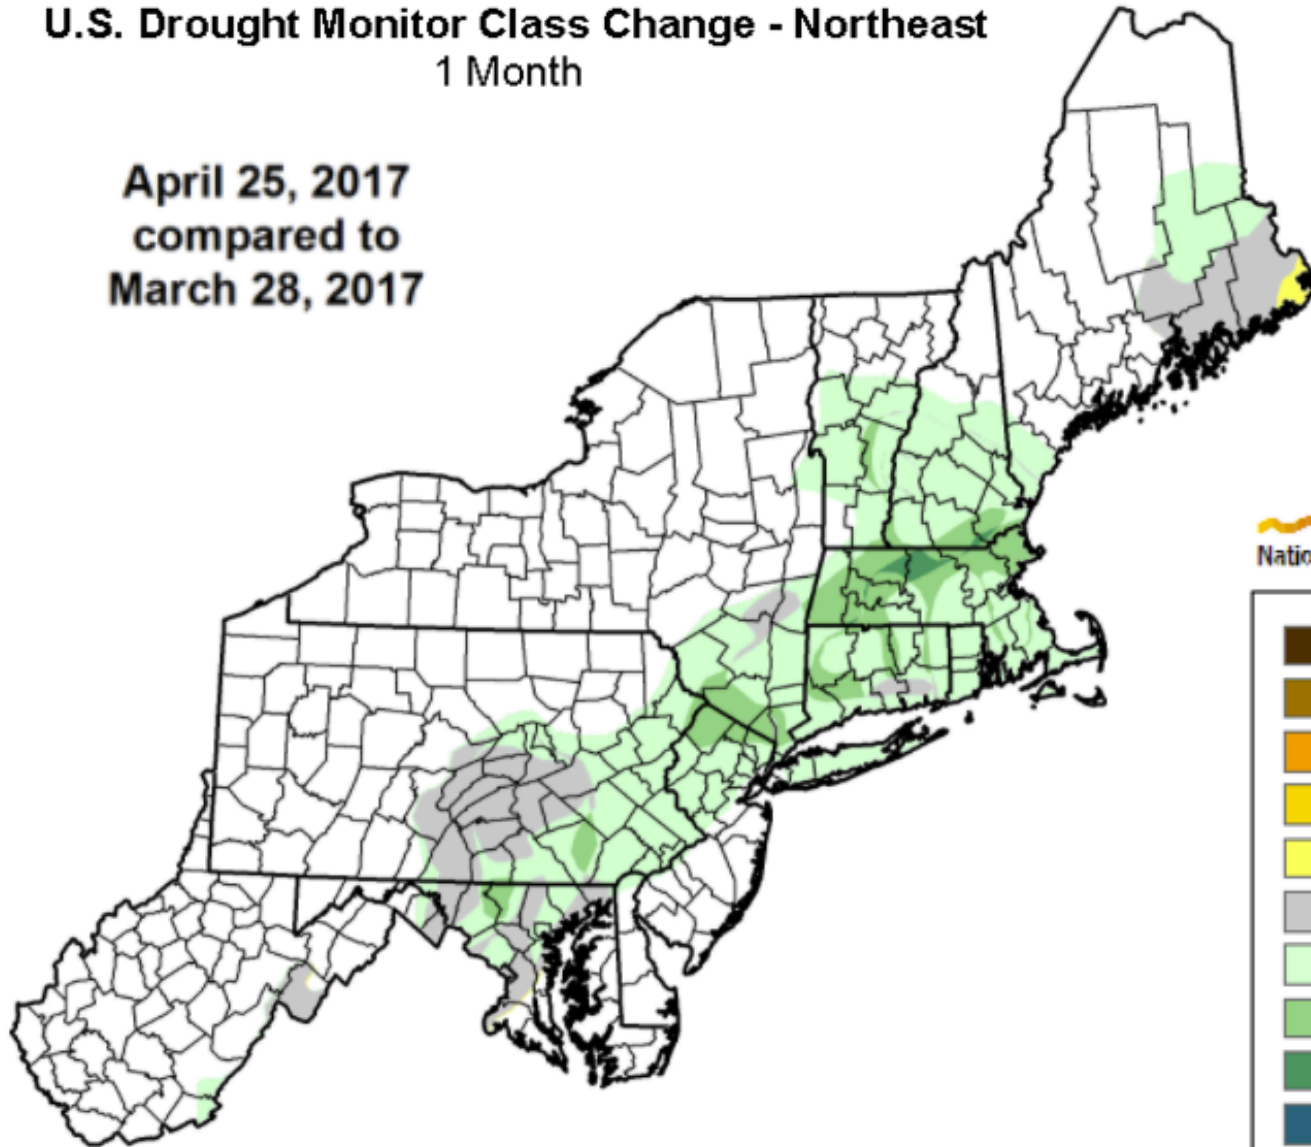 U.S. Drought Monitor Class Change - Northeast
1 Month
April 25, 2017
compared to
March 28, 2017
Natio